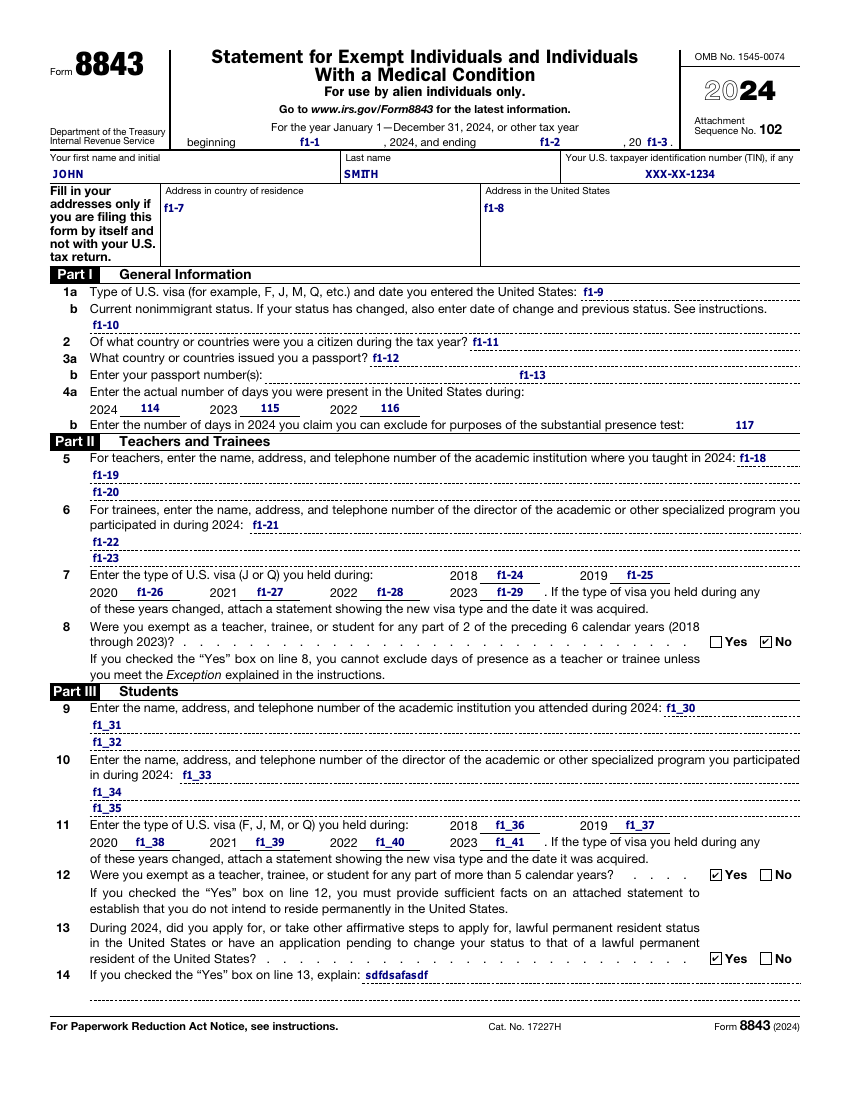 Form 8843
Department of the Treasury
Internal Revenue Service
Statement for Exempt Individuals and Individuals
With a Medical Condition
For use by alien individuals only.
Go to www.irs.gov/Form8843 for the latest information.
For the year January 1—December 31, 2024, or other tax year
beginning f1-1 , 2024, and ending f1-2 , 20 f1-3 .
OMB No. 1545-0074
2024
Attachment
Sequence No. 102
Your first name and initial
JOHN
Last name
SMITH
Your U.S. taxpayer identification number (TIN), if any
XXX-XX-1234
Fill in your
addresses only if
you are filing this
form by itself and
not with your U.S.
tax return.
Address in country of residence
f1-7
Address in the United States
f1-8
Part I General Information
1a Type of U.S. visa (for example, F, J, M, Q, etc.) and date you entered the United States: f1-9
b Current nonimmigrant status. If your status has changed, also enter date of change and previous status. See instructions.
f1-10
2 Of what country or countries were you a citizen during the tax year? f1-11
3a What country or countries issued you a passport? f1-12
b Enter your passport number(s): f1-13
4a Enter the actual number of days you were present in the United States during:
2024 114 2023 115 2022 116
b Enter the number of days in 2024 you claim you can exclude for purposes of the substantial presence test: 117
Part II Teachers and Trainees
5 For teachers, enter the name, address, and telephone number of the academic institution where you taught in 2024: f1-18
f1-19
f1-20
6 For trainees, enter the name, address, and telephone number of the director of the academic or other specialized program you
participated in during 2024: f1-21
f1-22
f1-23
7 Enter the type of U.S. visa (J or Q) you held during: 2018 f1-24 2019 f1-25
2020 f1-26 2021 f1-27 2022 f1-28 2023 f1-29 . If the type of visa you held during any
of these years changed, attach a statement showing the new visa type and the date it was acquired.
8 Were you exempt as a teacher, trainee, or student for any part of 2 of the preceding 6 calendar years (2018
through 2023)? . . . . . . . . . . . . . . . . . . . . . . . . . . . . Yes ✔ No
If you checked the “Yes” box on line 8, you cannot exclude days of presence as a teacher or trainee unless
you meet the Exception explained in the instructions.
Part III Students
9 Enter the name, address, and telephone number of the academic institution you attended during 2024: f1_30
f1_31
f1_32
10 Enter the name, address, and telephone number of the director of the academic or other specialized program you participated
in during 2024: f1_33
f1_34
f1_35
11 Enter the type of U.S. visa (F, J, M, or Q) you held during: 2018 f1_36 2019 f1_37
2020 f1_38 2021 f1_39 2022 f1_40 2023 f1_41 . If the type of visa you held during any
of these years changed, attach a statement showing the new visa type and the date it was acquired.
12 Were you exempt as a teacher, trainee, or student for any part of more than 5 calendar years? . . . . ✔ Yes No
If you checked the “Yes” box on line 12, you must provide sufficient facts on an attached statement to
establish that you do not intend to reside permanently in the United States.
13 During 2024, did you apply for, or take other affirmative steps to apply for, lawful permanent resident status
in the United States or have an application pending to change your status to that of a lawful permanent
resident of the United States? . . . . . . . . . . . . . . . . . . . . . . ✔ Yes No
14 If you checked the “Yes” box on line 13, explain: sdfdsafasdf
For Paperwork Reduction Act Notice, see instructions. Cat. No. 17227H Form 8843 (2024)